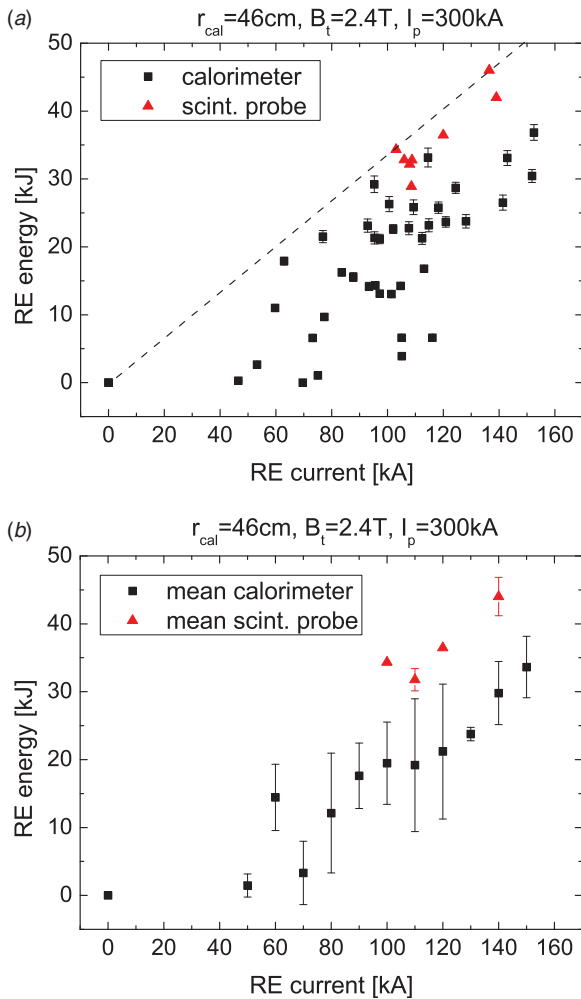 (a) r_cal=46cm, B_t=2.4T, I_p=300kA
50
40
30
20
10
0
RE energy [kJ]
calorimeter
scint. probe
0 20 40 60 80 100 120 140 160
RE current [kA]
(b) r_cal=46cm, B_t=2.4T, I_p=300kA
50
40
30
20
10
0
RE energy [kJ]
mean calorimeter
mean scint. probe
0 20 40 60 80 100 120 140 160
RE current [kA]